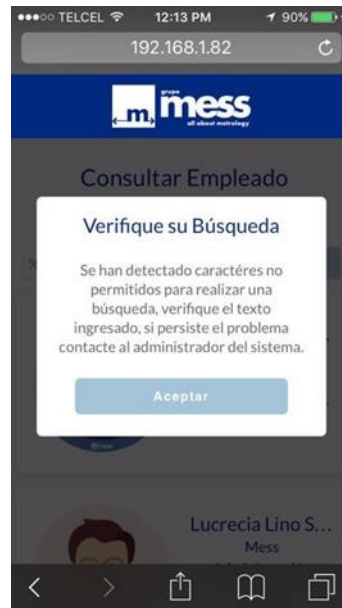 TELCEL 12:13 PM 90%
192.168.1.82
grupo
m mess
all about metrology
Consultar Empleado
Verifique su Búsqueda
Se han detectado caractéres no
permitidos para realizar una
búsqueda, verifique el texto
ingresado, si persiste el problema
contacte al administrador del sistema.
Aceptar
Lucrecia Lino S...
Mess